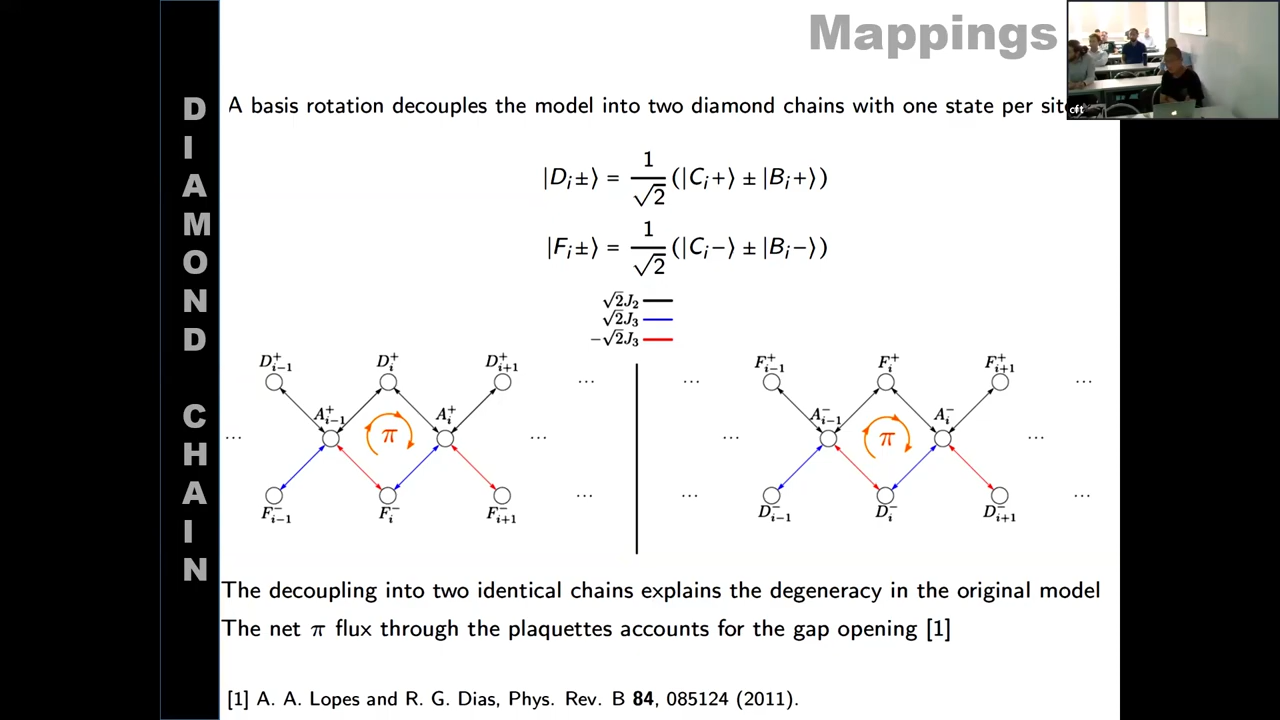 Mappings
DIAMOND CHAIN
A basis rotation decouples the model into two diamond chains with one state per site
|D_i±⟩ = 1/√2 (|C_i+⟩ ± |B_i+⟩)
|F_i±⟩ = 1/√2 (|C_i−⟩ ± |B_i−⟩)
√2J_2
√2J_3
−√2J_3
D^+_{i−1} D^+_i D^+_{i+1} ... ... F^+_{i−1} F^+_i F^+_{i+1} ...
... A^+_{i−1} π A^+_i ... ... A^−_{i−1} π A^−_i ...
F^−_{i−1} F^−_i F^−_{i+1} ... ... D^−_{i−1} D^−_i D^−_{i+1} ...
The decoupling into two identical chains explains the degeneracy in the original model
The net π flux through the plaquettes accounts for the gap opening [1]
[1] A. A. Lopes and R. G. Dias, Phys. Rev. B 84, 085124 (2011).
cft